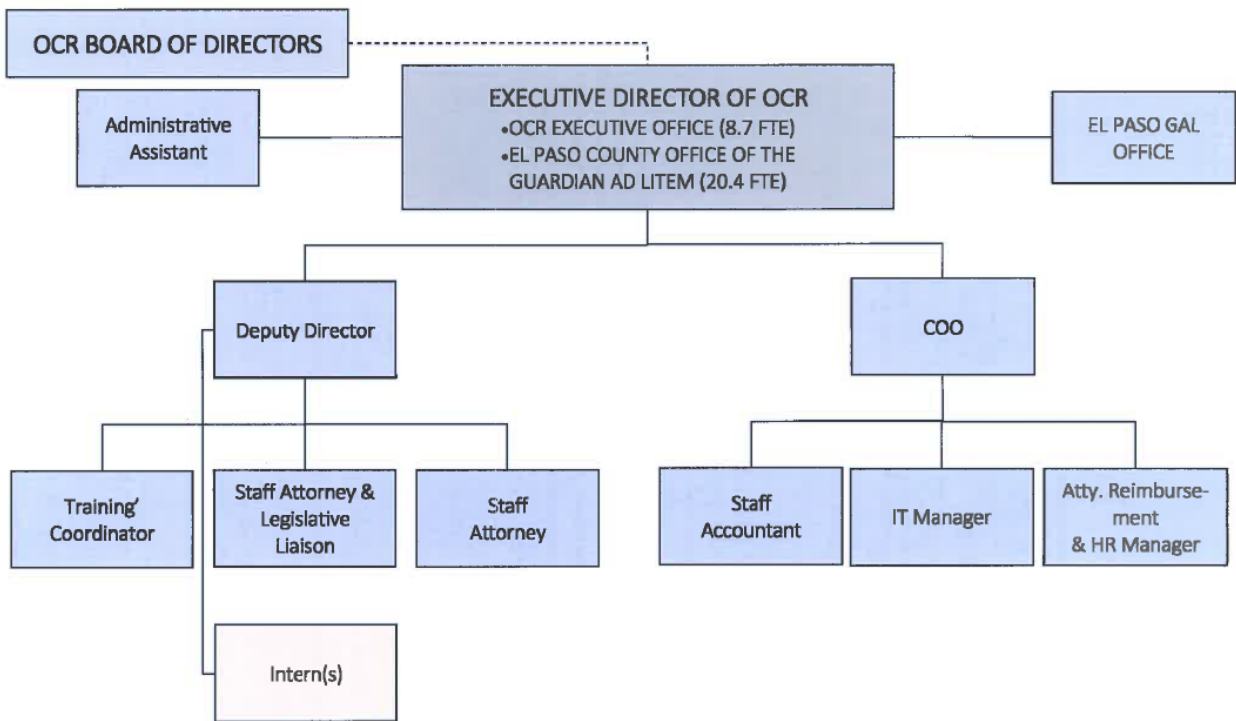 OCR BOARD OF DIRECTORS
EXECUTIVE DIRECTOR OF OCR
•OCR EXECUTIVE OFFICE (8.7 FTE)
•EL PASO COUNTY OFFICE OF THE
GUARDIAN AD LITEM (20.4 FTE)
Administrative
Assistant
EL PASO GAL
OFFICE
Deputy Director
COO
Training'
Coordinator
Staff Attorney &
Legislative
Liaison
Staff
Attorney
Staff
Accountant
IT Manager
Atty. Reimburse-
ment
& HR Manager
Intern(s)